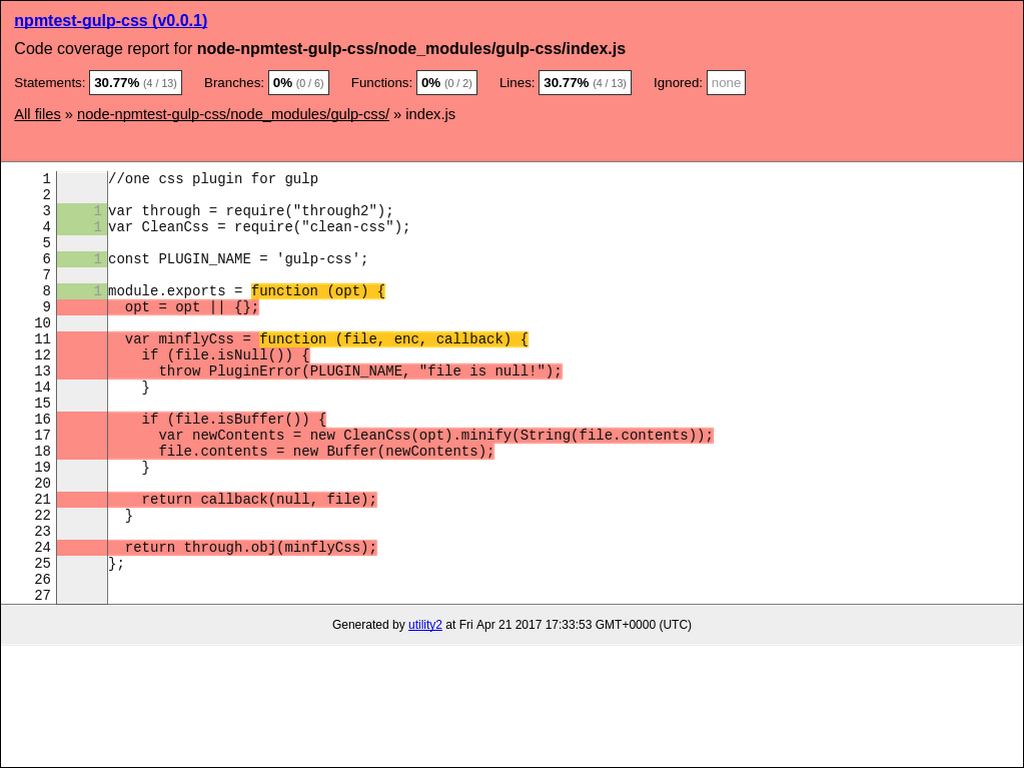 npmtest-gulp-css (v0.0.1)
Code coverage report for node-npmtest-gulp-css/node_modules/gulp-css/index.js
Statements: 30.77% (4 / 13) Branches: 0% (0 / 6) Functions: 0% (0 / 2) Lines: 30.77% (4 / 13) Ignored: none
All files » node-npmtest-gulp-css/node_modules/gulp-css/ » index.js
1 //one css plugin for gulp
2
3 1 var through = require("through2");
4 1 var CleanCss = require("clean-css");
5
6 1 const PLUGIN_NAME = 'gulp-css';
7
8 1 module.exports = function (opt) {
9   opt = opt || {};
10
11   var minflyCss = function (file, enc, callback) {
12     if (file.isNull()) {
13       throw PluginError(PLUGIN_NAME, "file is null!");
14     }
15
16     if (file.isBuffer()) {
17       var newContents = new CleanCss(opt).minify(String(file.contents));
18       file.contents = new Buffer(newContents);
19     }
20
21     return callback(null, file);
22   }
23
24   return through.obj(minflyCss);
25 };
26
27
Generated by utility2 at Fri Apr 21 2017 17:33:53 GMT+0000 (UTC)